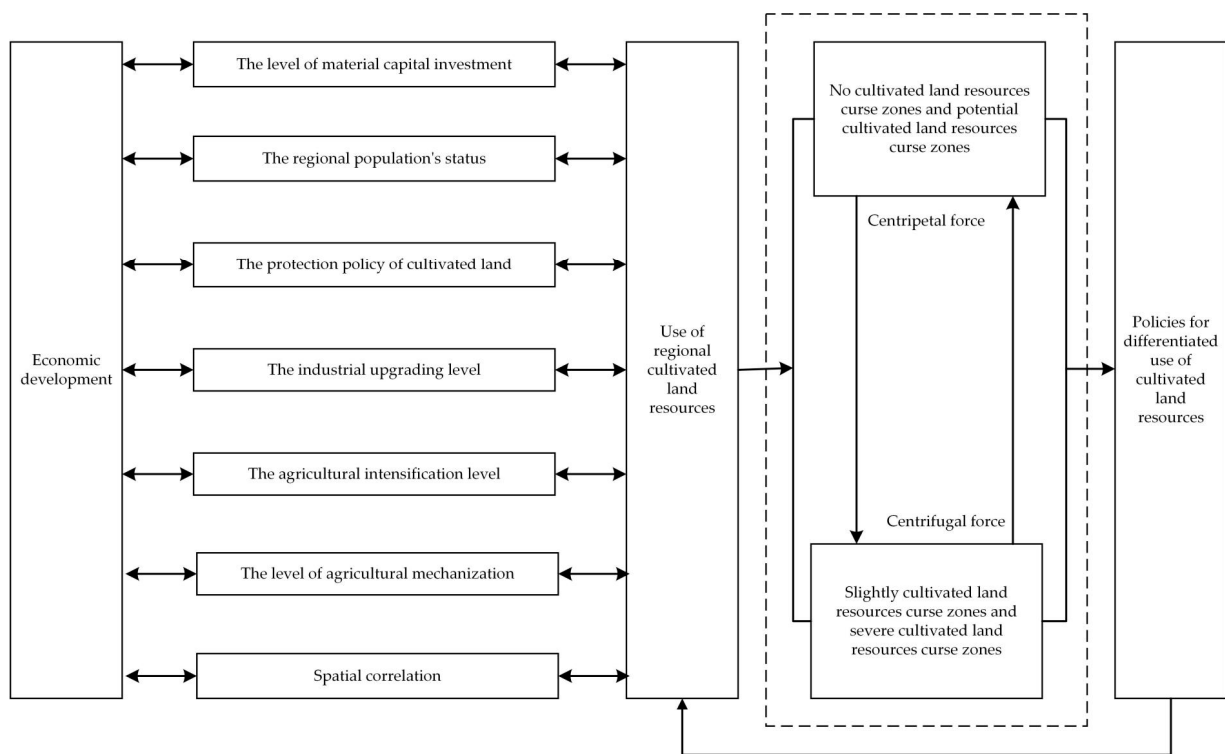 Economic
development
The level of material capital investment
The regional population's status
The protection policy of cultivated land
The industrial upgrading level
The agricultural intensification level
The level of agricultural mechanization
Spatial correlation
Use of
regional
cultivated
land
resources
No cultivated land resources
curse zones and potential
cultivated land resources
curse zones
Centripetal force
Centrifugal force
Slightly cultivated land
resources curse zones and
severe cultivated land
resources curse zones
Policies for
differentiated
use of
cultivated
land
resources